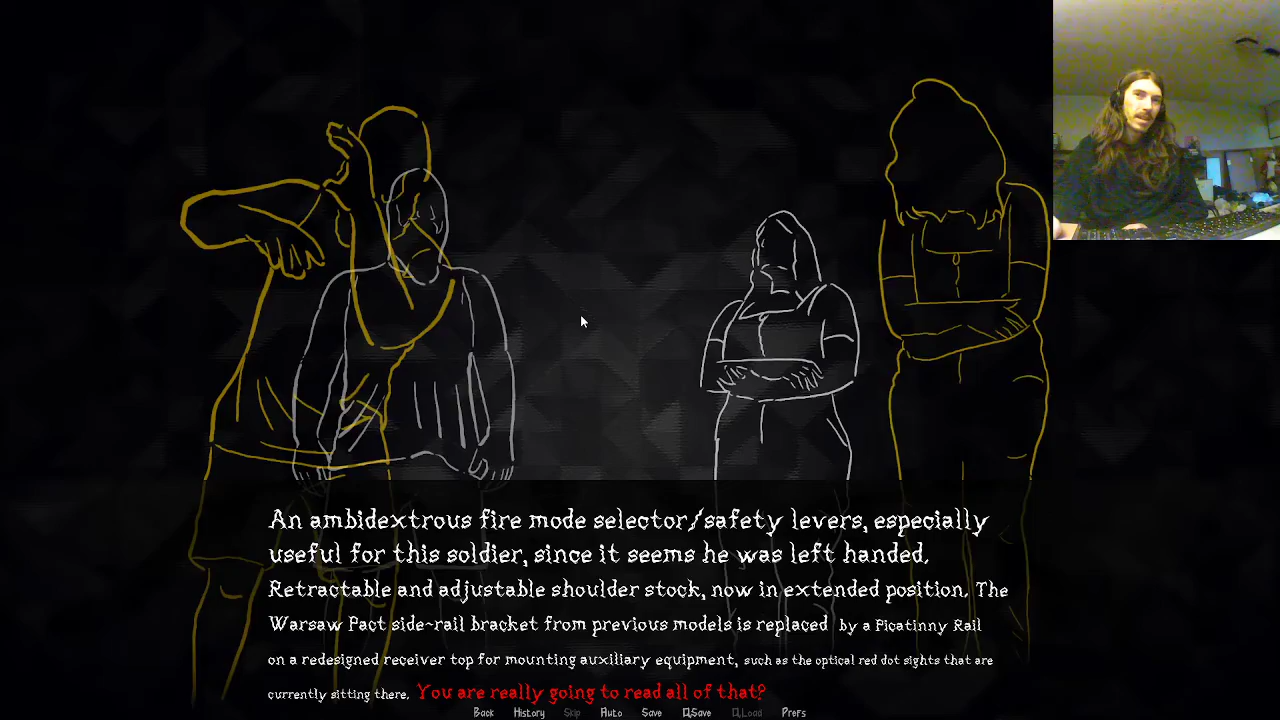 An ambidextrous fire mode selector/safety levers, especially
useful for this soldier, since it seems he was left handed.
Retractable and adjustable shoulder stock, now in extended position. The
Warsaw Pact side-rail bracket from previous models is replaced by a Picatinny Rail
on a redesigned receiver top for mounting auxiliary equipment, such as the optical red dot sights that are
currently sitting there. You are really going to read all of that?
Back History Skip Auto Save Q.Save Q.Load Prefs